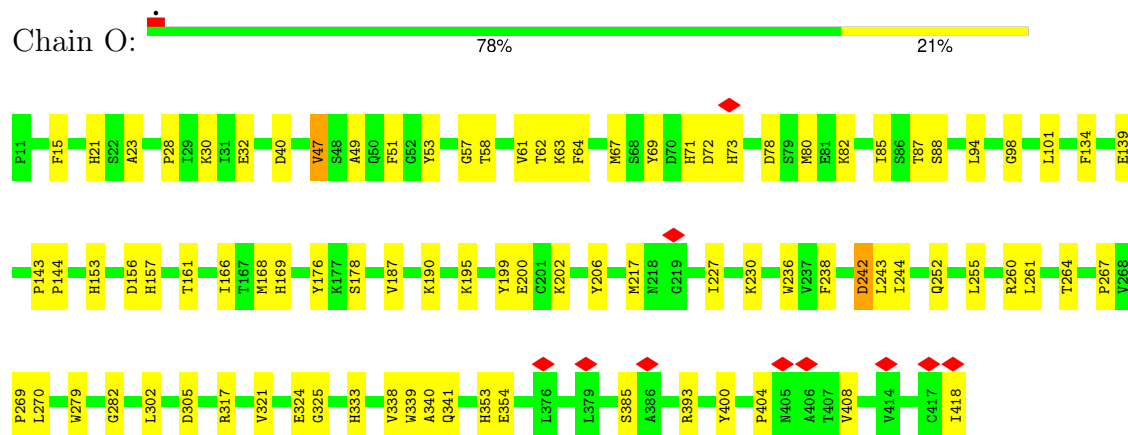 Chain O:
78% 21%
P11 F15 H21 S22 A23 P28 I29 K30 I31 E32 D40 V47 S48 A49 Q50 F51 G52 Y53 G57 T58 V61 T62 K63 F64 M67 S68 Y69 D70 H71 D72 H73 D78 S79 M80 E81 K82 I85 S86 T87 S88 L94 G98 L101 F134 E139
P143 P144 H153 D156 H157 T161 I166 T167 M168 H169 Y176 K177 S178 V187 K190 K195 Y199 E200 C201 K202 Y206 M217 N218 G219 I227 K230 W236 V237 F238 D242 L243 I244 Q252 L255 R260 L261 T264 P267 V268
P269 L270 W279 G282 L302 D305 R317 V321 E324 G325 H333 V338 W339 A340 Q341 H353 E354 L376 L379 S385 A386 R393 Y400 P404 N405 A406 T407 V408 V414 C417 I418